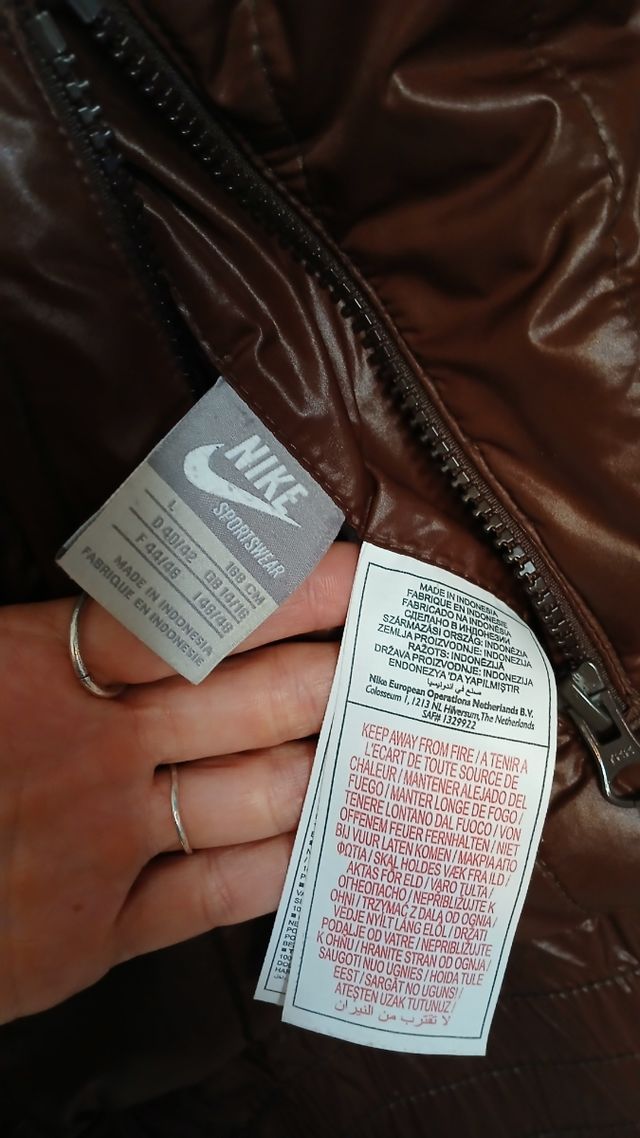 NIKE
SPORTSWEAR
L 168 CM
D 40/42 GB 14/16
F 44/46 I 48/48
MADE IN INDONESIA
FABRIQUE EN INDONESIE
MADE IN INDONESIA
FABRIQUE EN INDONESIE
FABRICADO NA INDONESIA
СДЕЛАНО В ИНДОНЕЗИИ
SZÁRMAZÁSI ORSZÁG: INDONÉZIA
ZEMLJA PROIZVODNJE: INDONEZIJA
RAŽOTS: INDONĒZIJĀ
DRŽAVA PROIZVODNJE: INDONEZIJA
ENDONEZYA'DA YAPILMIŞTIR
صنع في اندونيسيا
Nike European Operations Netherlands B.V.
Colosseum 1, 1213 NL Hilversum, The Netherlands
SAF# 1329922
KEEP AWAY FROM FIRE / A TENIR A
L'ECART DE TOUTE SOURCE DE
CHALEUR / MANTENER ALEJADO DEL
FUEGO / MANTER LONGE DE FOGO /
TENERE LONTANO DAL FUOCO / VON
OFFENEM FEUER FERNHALTEN / NIET
BIJ VUUR LATEN KOMEN / ΜΑΚΡΙΑ ΑΠΟ
ΦΩΤΙΑ / SKAL HOLDES VÆK FRA ILD /
AKTAS FÖR ELD / VARO TULTA /
ОГНЕОПАСНО / NEPRIBLIŽUJTE K
OHNI / TRZYMAĆ Z DALA OD OGNIA /
VEDJE NYÍLT LÁNG ELŐL / DRŽATI
PODALJE OD VATRE / NEPRIBLIŽUJTE
K OHŇU / HRANITE STRAN OD OGNJA /
SAUGOTI NUO UGNIES / HOIDA TULE
EEST / SARGĀT NO UGUNS /
ATEŞTEN UZAK TUTUNUZ /
لا تقترب من النيران